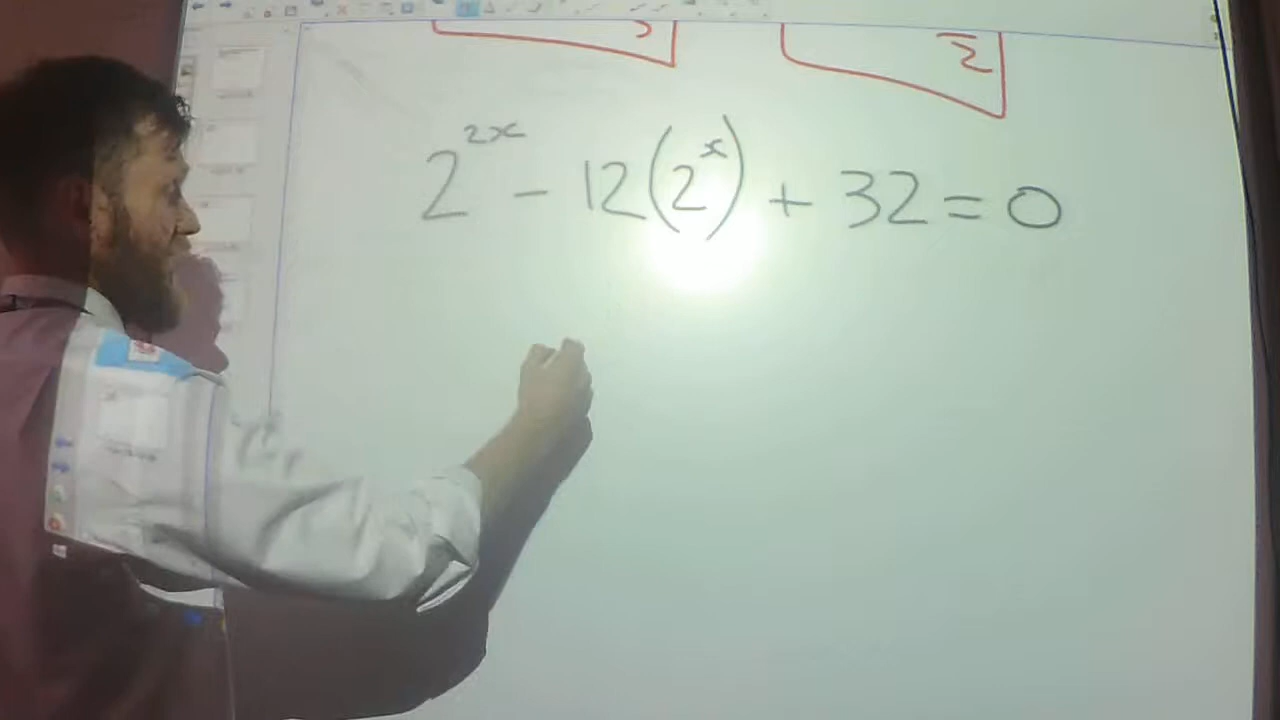 2^{2x} - 12(2^x) + 32 = 0